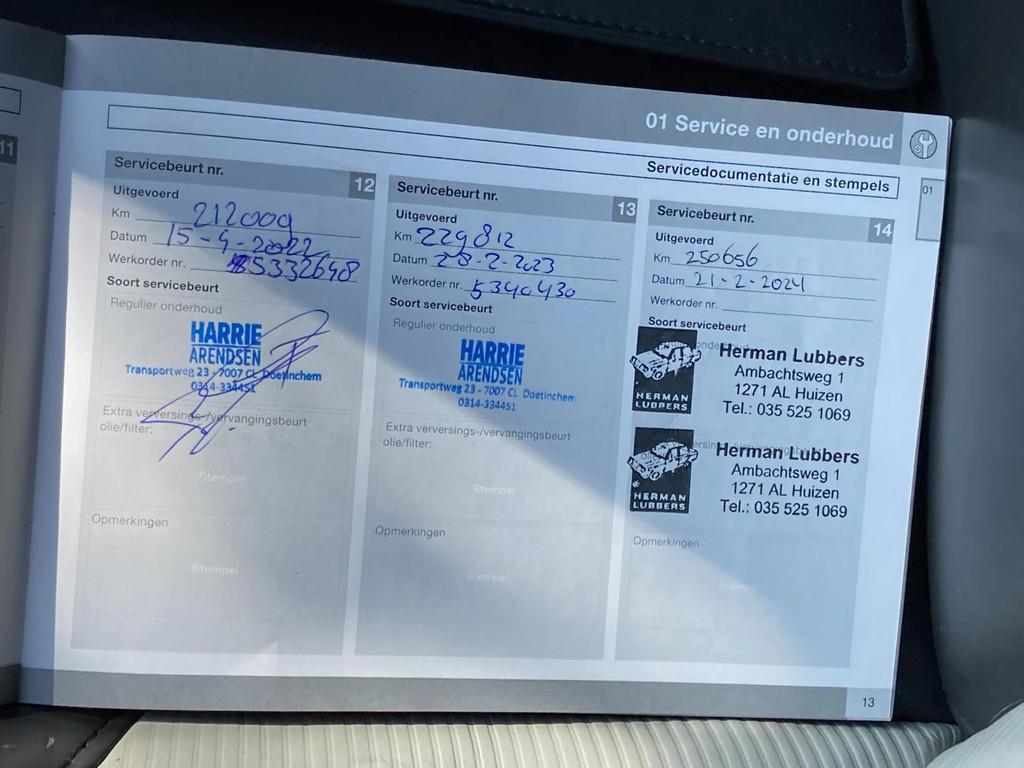 01 Service en onderhoud
Servicedocumentatie en stempels
01
11
Servicebeurt nr.
12
Uitgevoerd
Km 212009
Datum 15-4-2022
Werkorder nr. 5332648
Soort servicebeurt
Regulier onderhoud
HARRIE
ARENDSEN
Transportweg 23 - 7007 CL Doetinchem
0314-334451
Extra verversings-/vervangingsbeurt
olie/filter:
Stempel
Opmerkingen
Stempel
Servicebeurt nr.
13
Uitgevoerd
Km 229812
Datum 28-2-2023
Werkorder nr. 5340430
Soort servicebeurt
Regulier onderhoud
HARRIE
ARENDSEN
Transportweg 23 - 7007 CL Doetinchem
0314-334451
Extra verversings-/vervangingsbeurt
olie/filter:
Stempel
Opmerkingen
Stempel
Servicebeurt nr.
14
Uitgevoerd
Km 250656
Datum 21-2-2024
Werkorder nr.
Soort servicebeurt
HERMAN
LUBBERS
Herman Lubbers
Ambachtsweg 1
1271 AL Huizen
Tel.: 035 525 1069
HERMAN
LUBBERS
Herman Lubbers
Ambachtsweg 1
1271 AL Huizen
Tel.: 035 525 1069
Opmerkingen
13